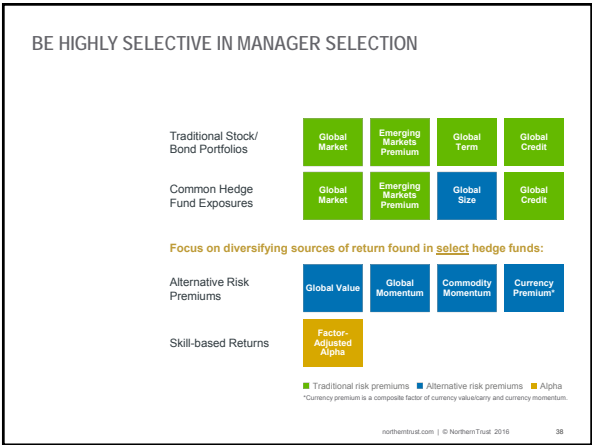 BE HIGHLY SELECTIVE IN MANAGER SELECTION
Traditional Stock/
Bond Portfolios
Global
Market
Emerging
Markets
Premium
Global
Term
Global
Credit
Common Hedge
Fund Exposures
Global
Market
Emerging
Markets
Premium
Global
Size
Global
Credit
Focus on diversifying sources of return found in select hedge funds:
Alternative Risk
Premiums
Global Value
Global
Momentum
Commodity
Momentum
Currency
Premium*
Skill-based Returns
Factor-
Adjusted
Alpha
Traditional risk premiums Alternative risk premiums Alpha
*Currency premium is a composite factor of currency value/carry and currency momentum.
northerntrust.com | © Northern Trust 2016 38